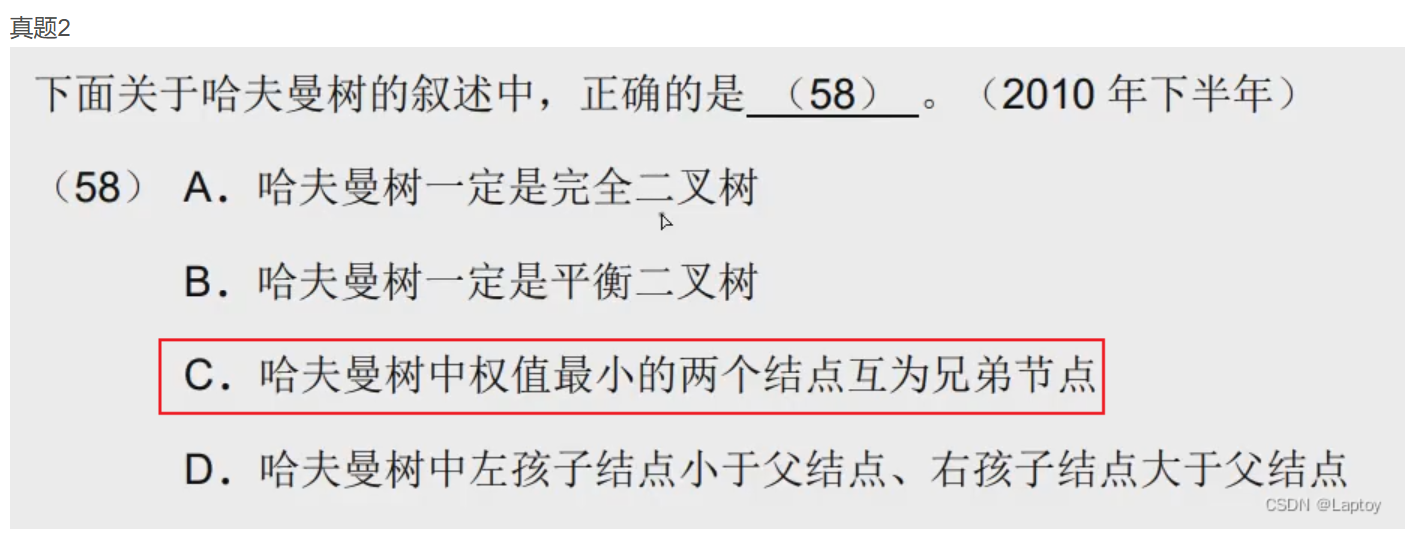 真题2
下面关于哈夫曼树的叙述中，正确的是（58）。（2010 年下半年）
（58） A．哈夫曼树一定是完全二叉树
B．哈夫曼树一定是平衡二叉树
C．哈夫曼树中权值最小的两个结点互为兄弟节点
D．哈夫曼树中左孩子结点小于父结点、右孩子结点大于父结点
CSDN @Laptoy